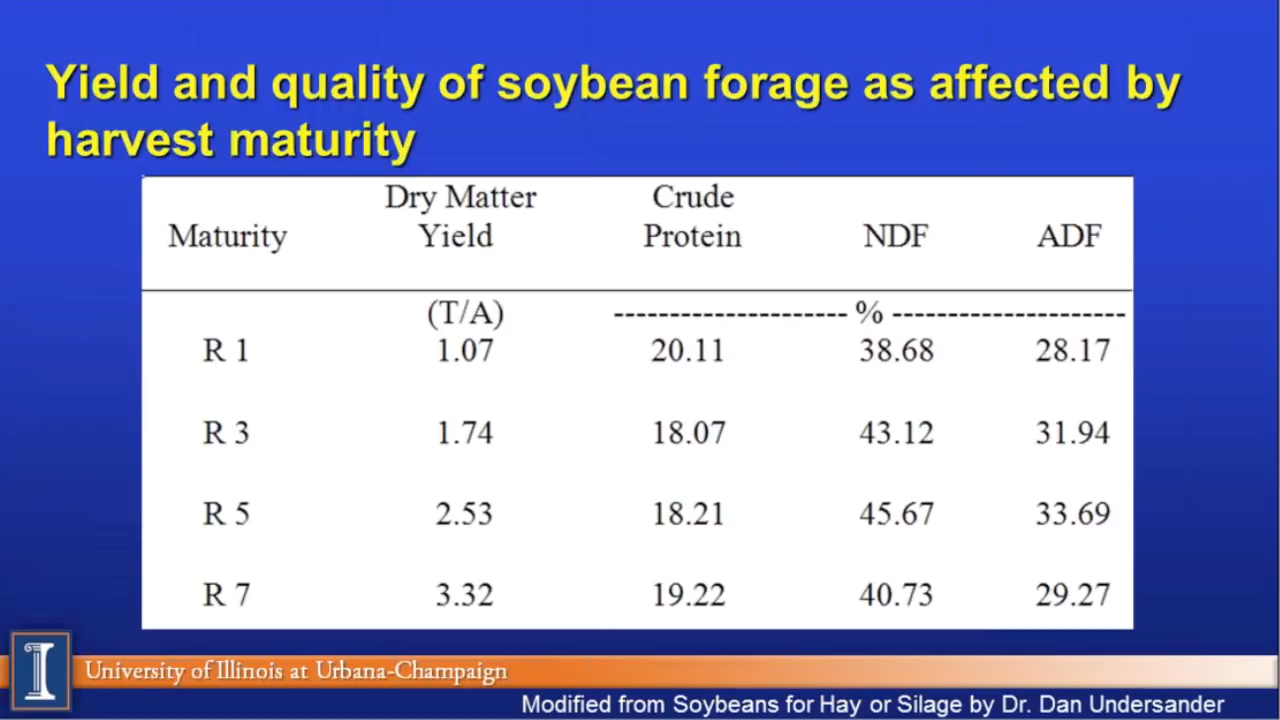 Yield and quality of soybean forage as affected by
harvest maturity
Dry Matter Crude
Maturity Yield Protein NDF ADF
(T/A) --------------------- % ---------------------
R 1 1.07 20.11 38.68 28.17
R 3 1.74 18.07 43.12 31.94
R 5 2.53 18.21 45.67 33.69
R 7 3.32 19.22 40.73 29.27
I University of Illinois at Urbana-Champaign
Modified from Soybeans for Hay or Silage by Dr. Dan Undersander